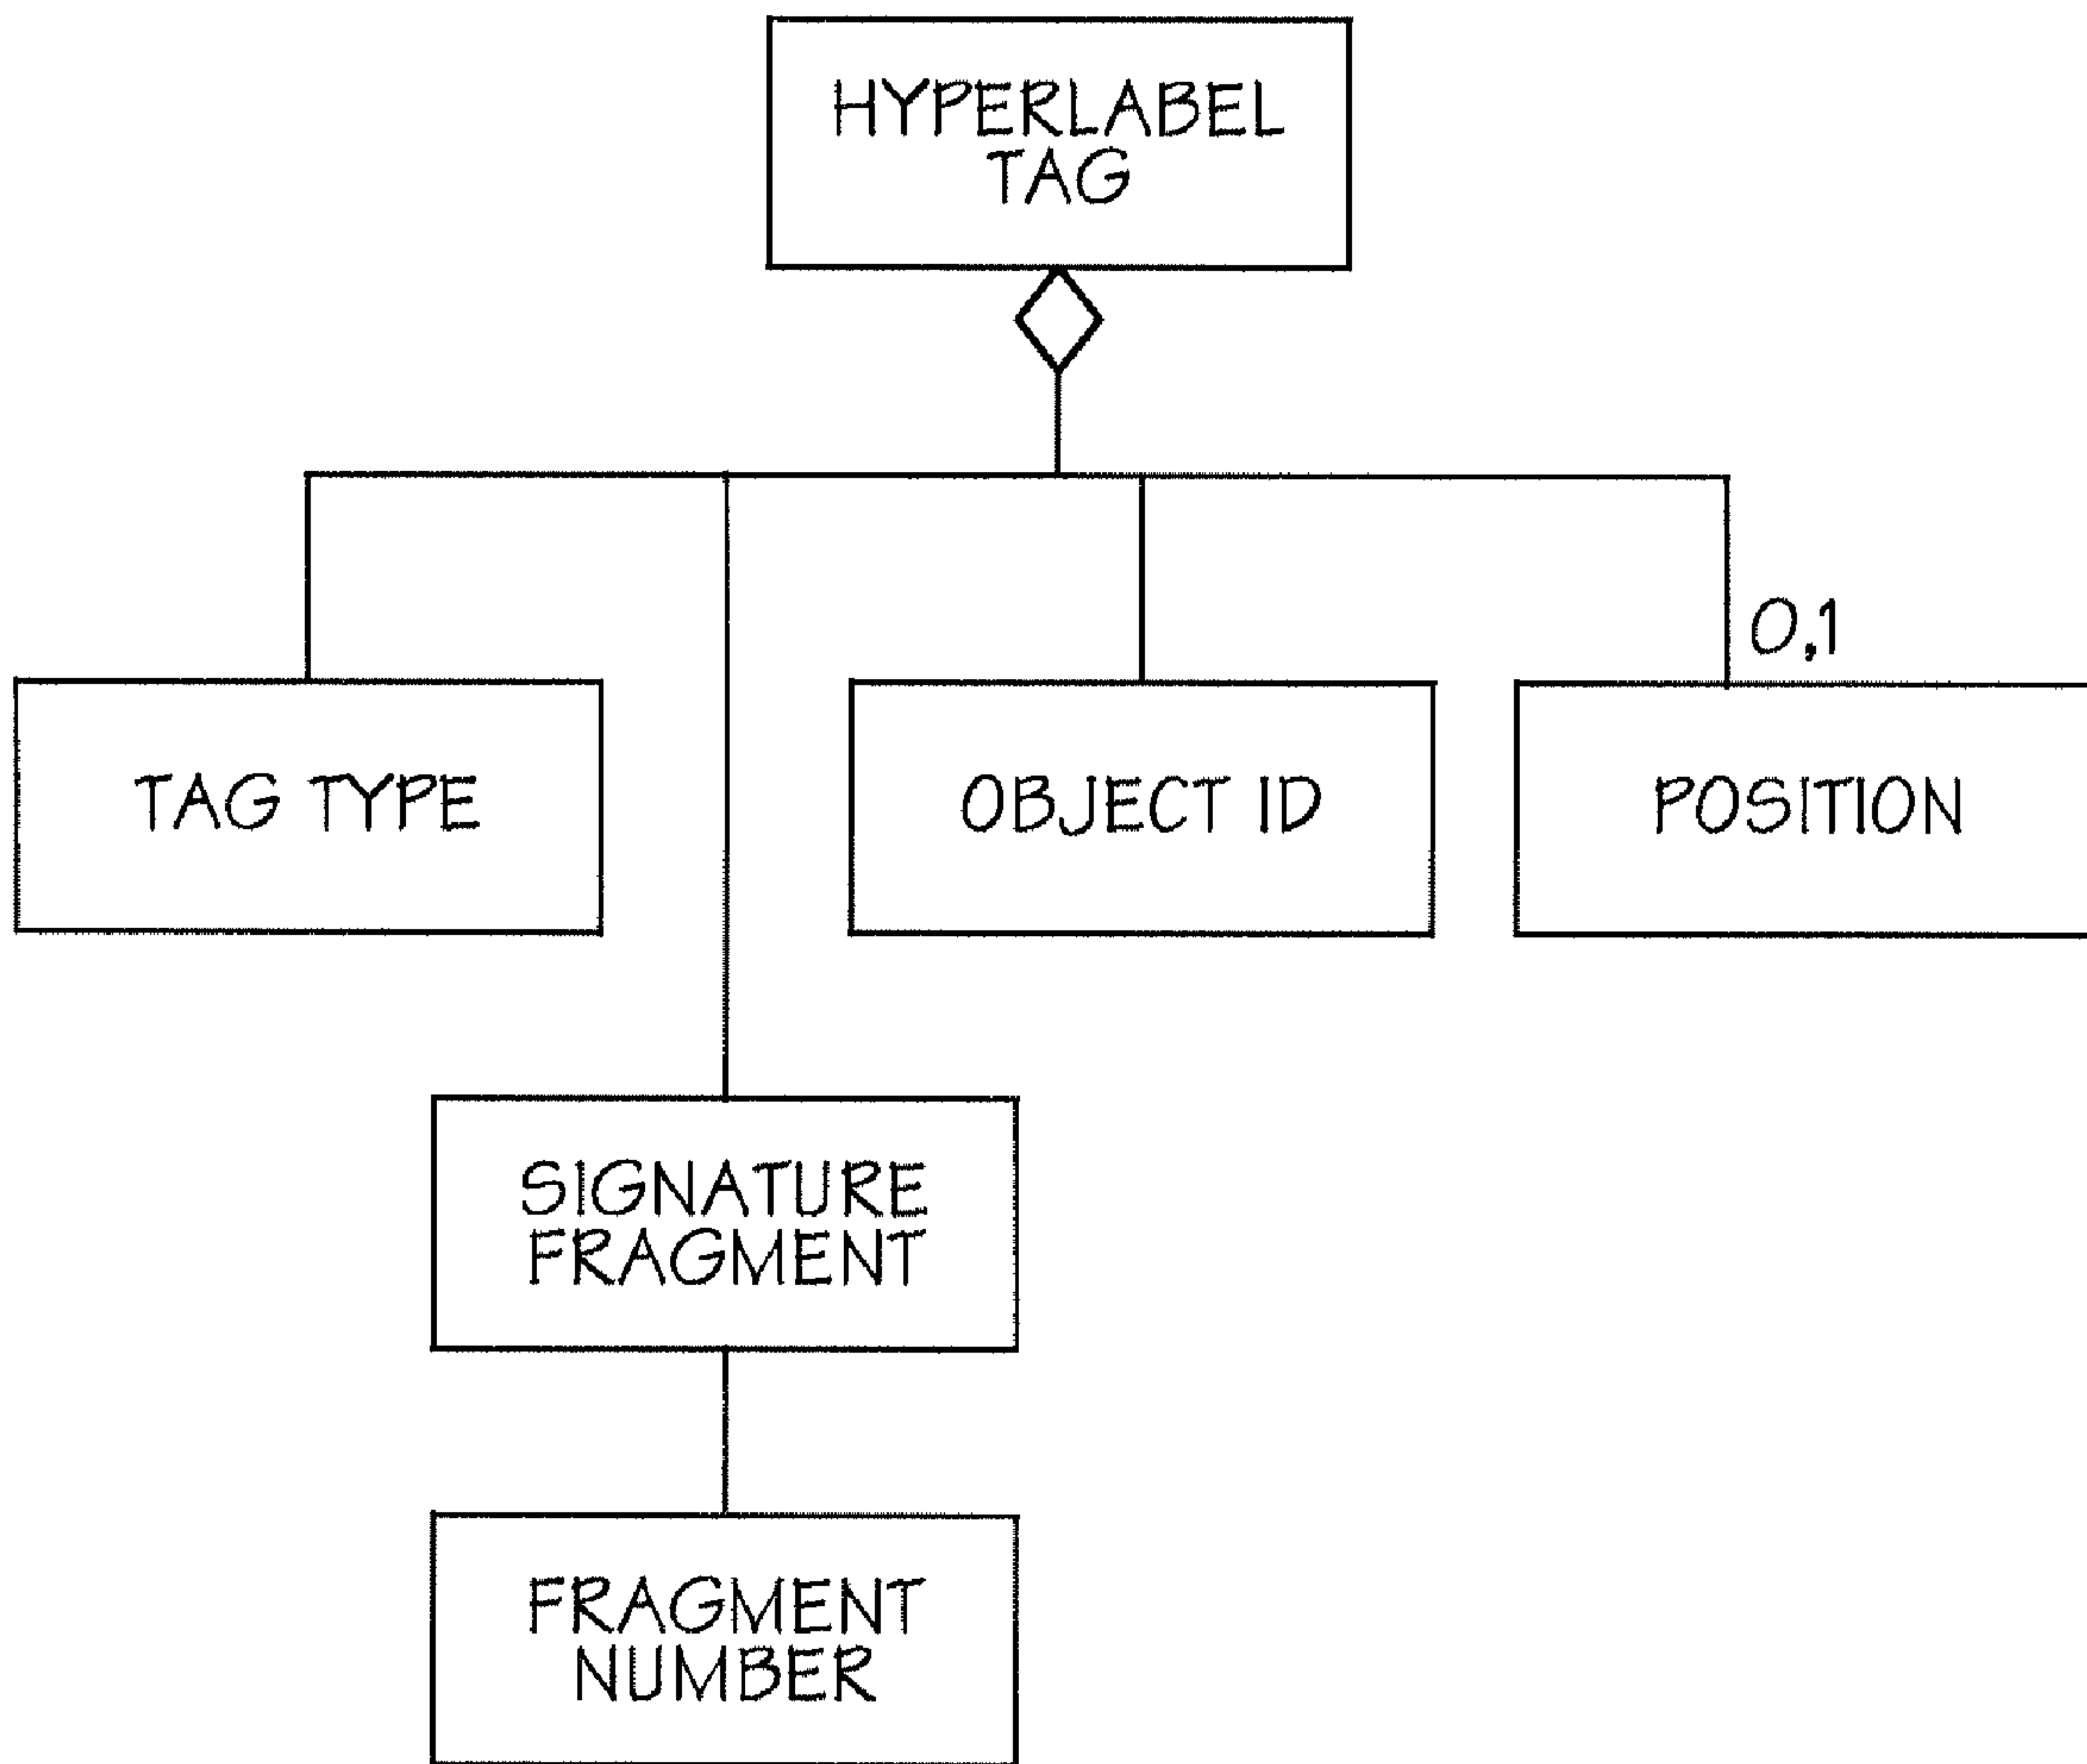 HYPERLABEL
TAG
0,1
TAG TYPE
OBJECT ID
POSITION
SIGNATURE
FRAGMENT
FRAGMENT
NUMBER